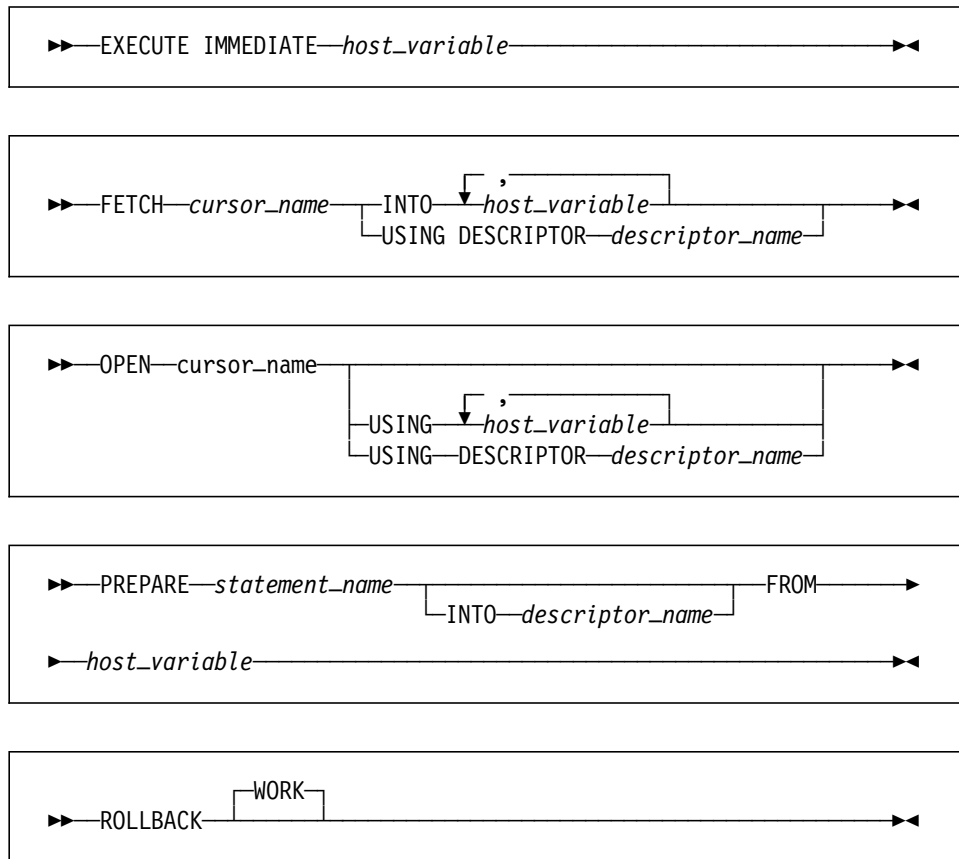 EXECUTE IMMEDIATE host_variable
,
FETCH cursor_name INTO host_variable
USING DESCRIPTOR descriptor_name
OPEN cursor_name
,
USING host_variable
USING DESCRIPTOR descriptor_name
PREPARE statement_name FROM
INTO descriptor_name
host_variable
WORK
ROLLBACK